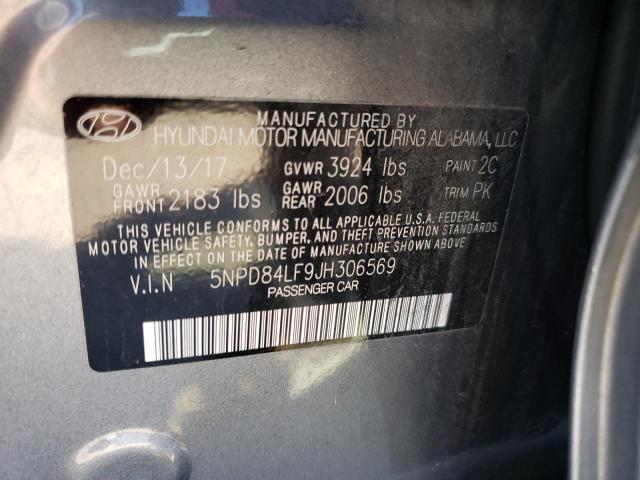 MANUFACTURED BY
HYUNDAI MOTOR MANUFACTURING ALABAMA, LLC
Dec/13/17 GVWR 3924 lbs PAINT 2C
GAWR FRONT 2183 lbs GAWR REAR 2006 lbs TRIM PK
THIS VEHICLE CONFORMS TO ALL APPLICABLE U.S.A. FEDERAL
MOTOR VEHICLE SAFETY, BUMPER, AND THEFT PREVENTION
STANDARDS IN EFFECT ON THE DATE OF MANUFACTURE SHOWN ABOVE.
V.I.N 5NPD84LF9JH306569
PASSENGER CAR